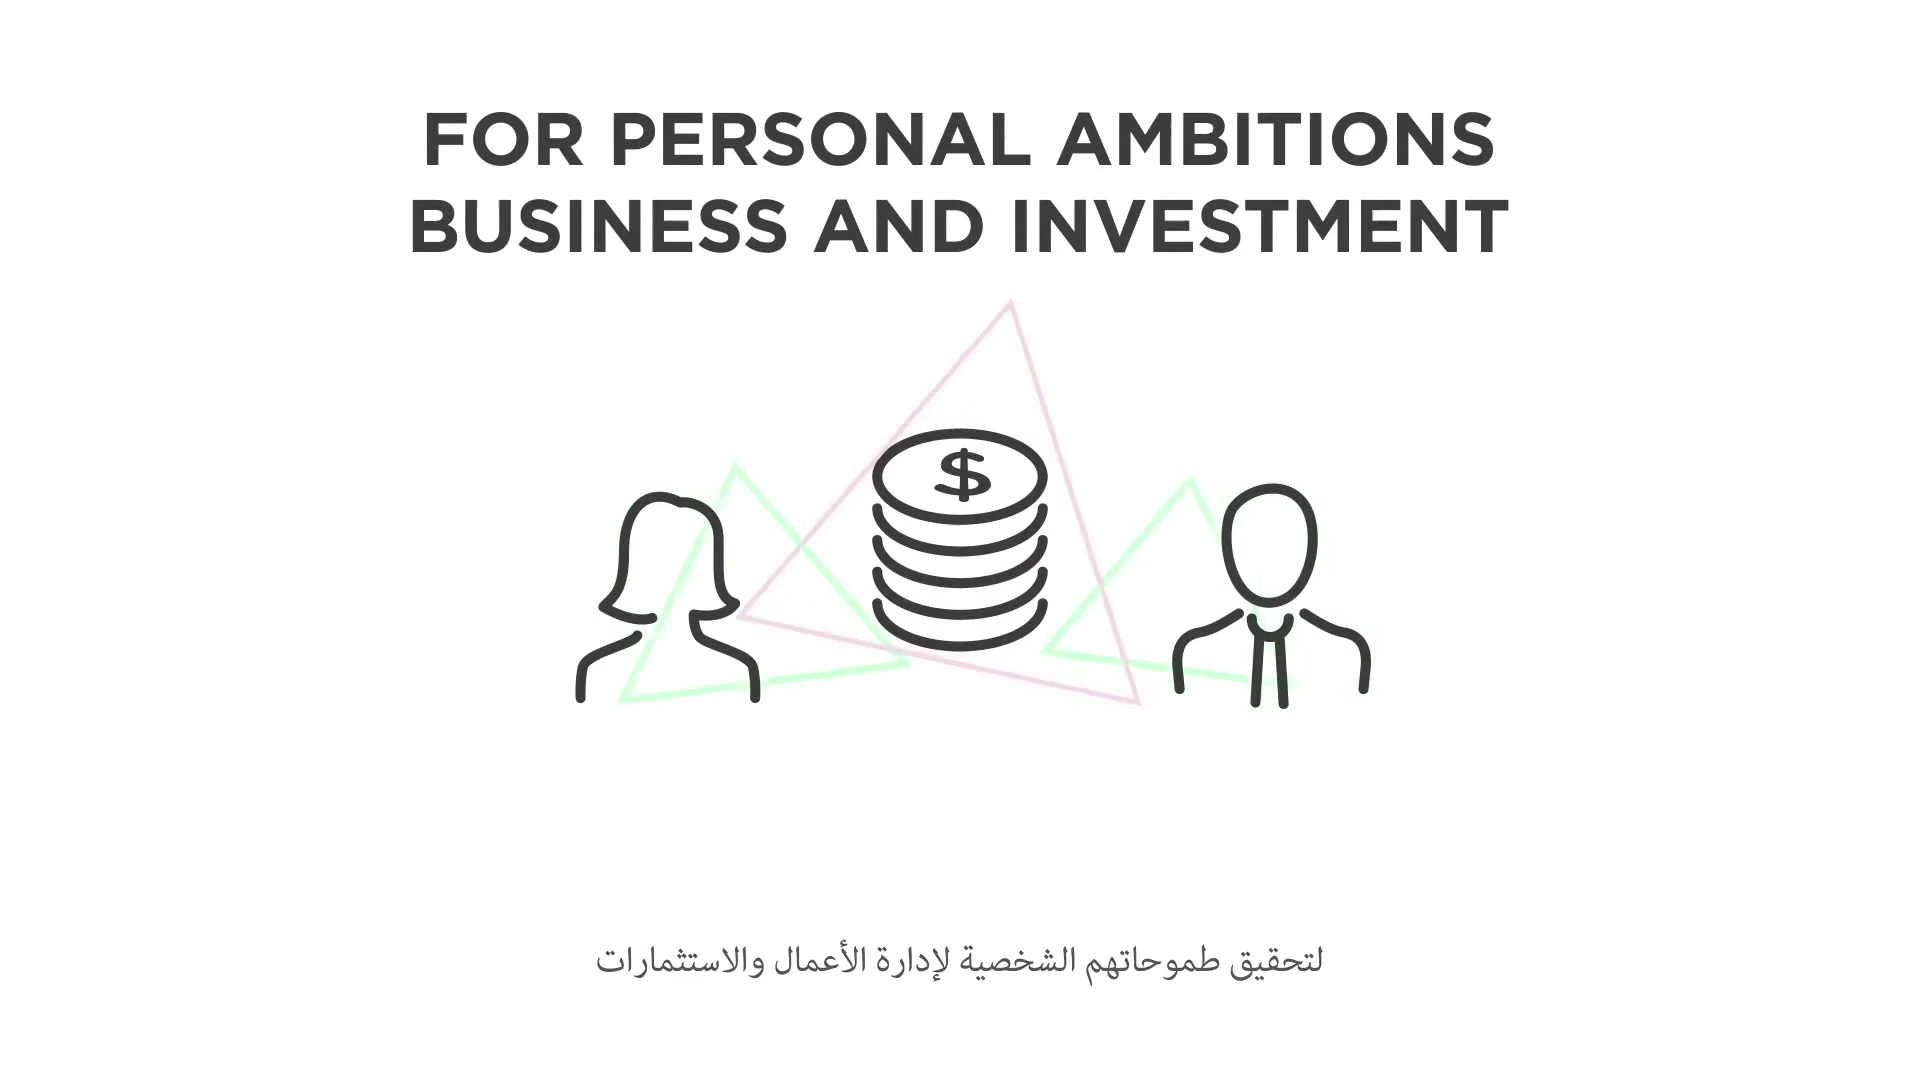 FOR PERSONAL AMBITIONS
BUSINESS AND INVESTMENT
$
لتحقيق طموحاتهم الشخصية لإدارة الأعمال والاستثمارات